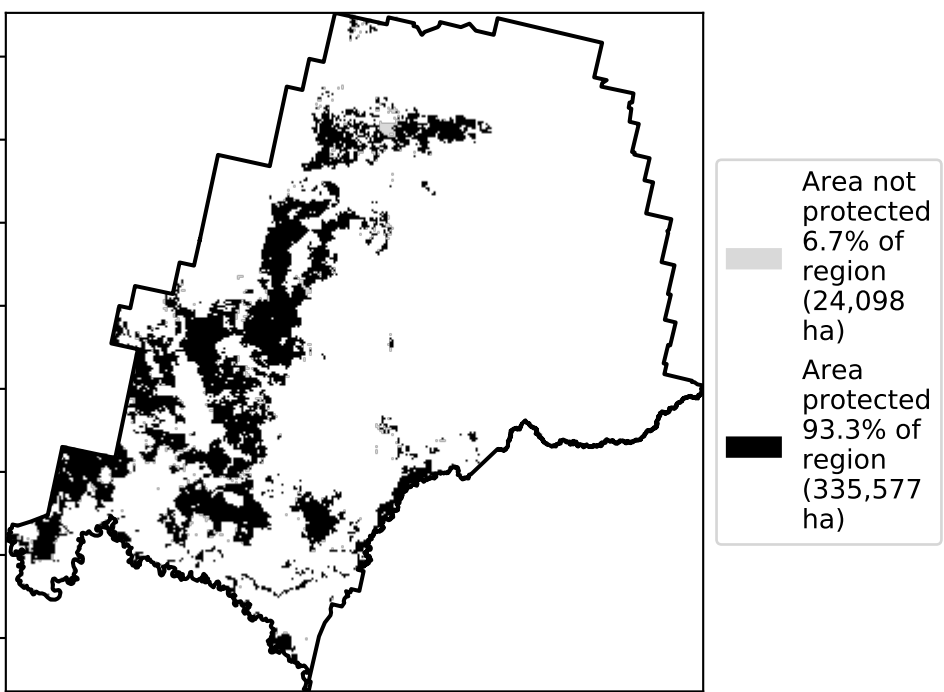 Area not
protected
6.7% of
region
(24,098
ha)
Area
protected
93.3% of
region
(335,577
ha)